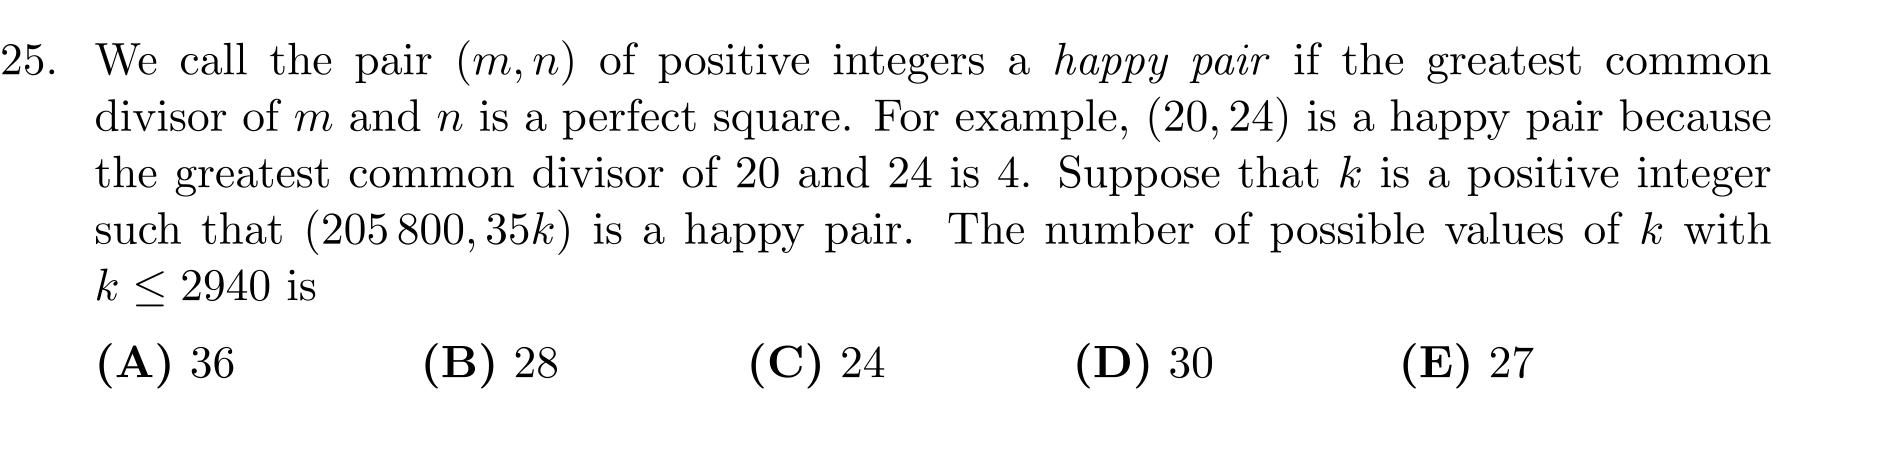 25. We call the pair (m, n) of positive integers a happy pair if the greatest common
divisor of m and n is a perfect square. For example, (20, 24) is a happy pair because
the greatest common divisor of 20 and 24 is 4. Suppose that k is a positive integer
such that (205 800, 35k) is a happy pair. The number of possible values of k with
k ≤ 2940 is
(A) 36 (B) 28 (C) 24 (D) 30 (E) 27